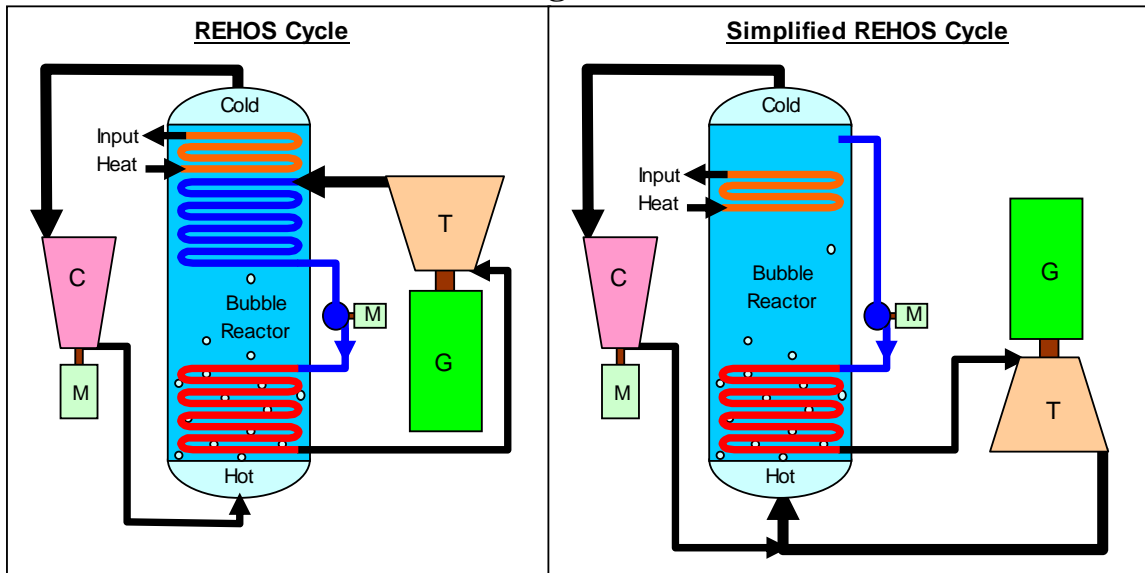 REHOS Cycle
Cold
Input
Heat
T
C
Bubble
Reactor
M
G
M
Hot
Simplified REHOS Cycle
Cold
Input
Heat
G
C
Bubble
Reactor
M
M
T
Hot